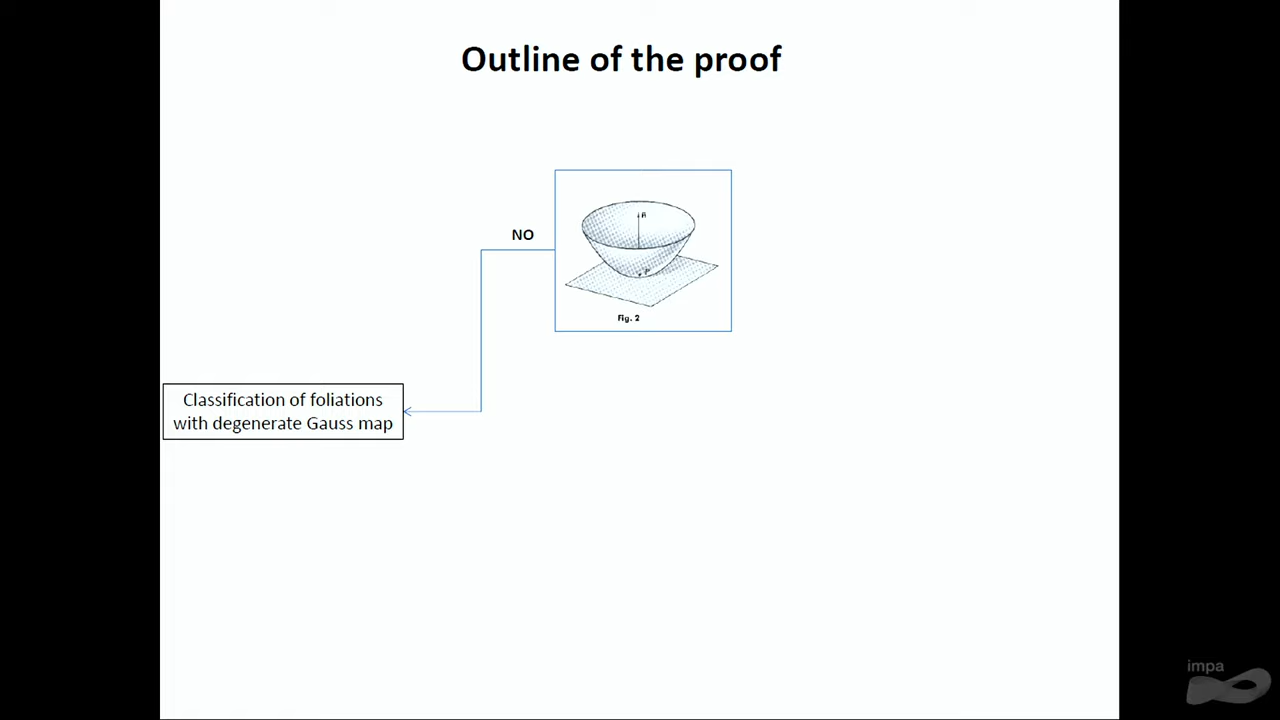 Outline of the proof
NO
n
P
Fig. 2
Classification of foliations
with degenerate Gauss map
impa